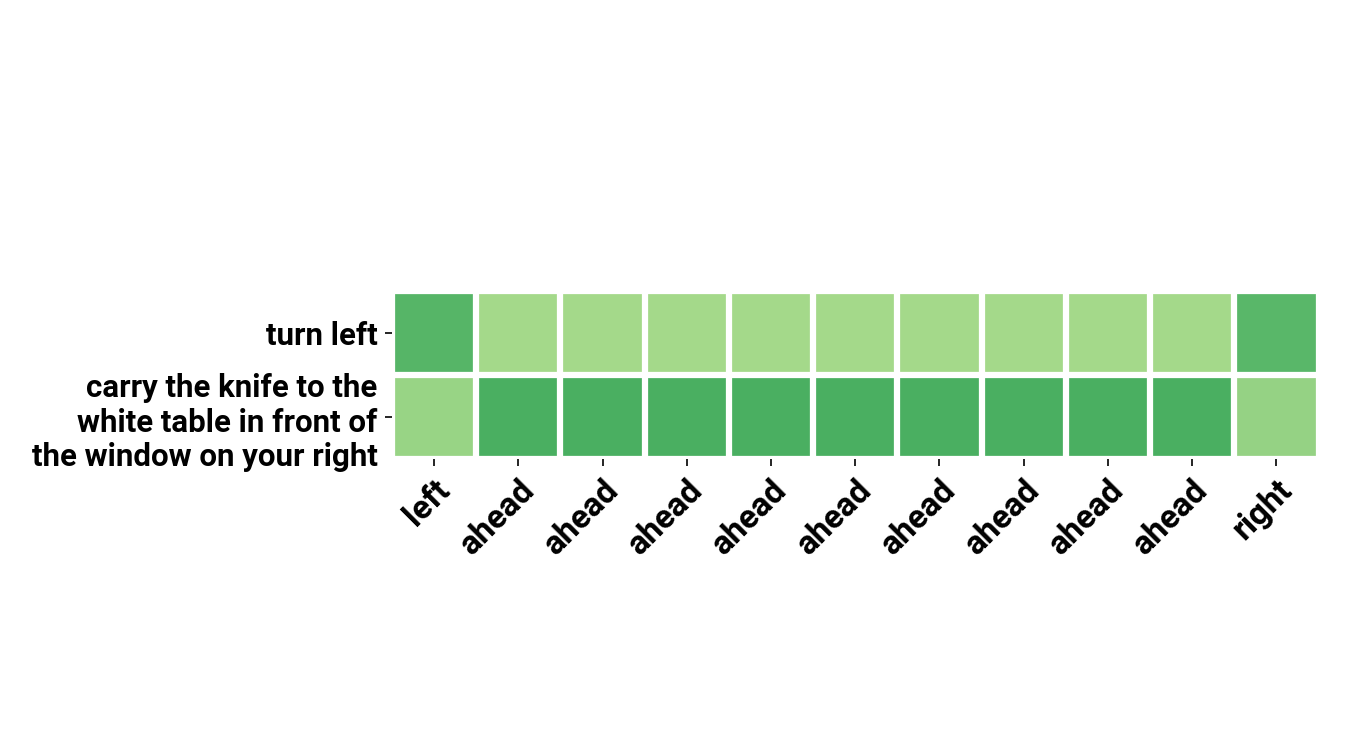 turn left
carry the knife to the
white table in front of
the window on your right
left
ahead
ahead
ahead
ahead
ahead
ahead
ahead
ahead
ahead
right